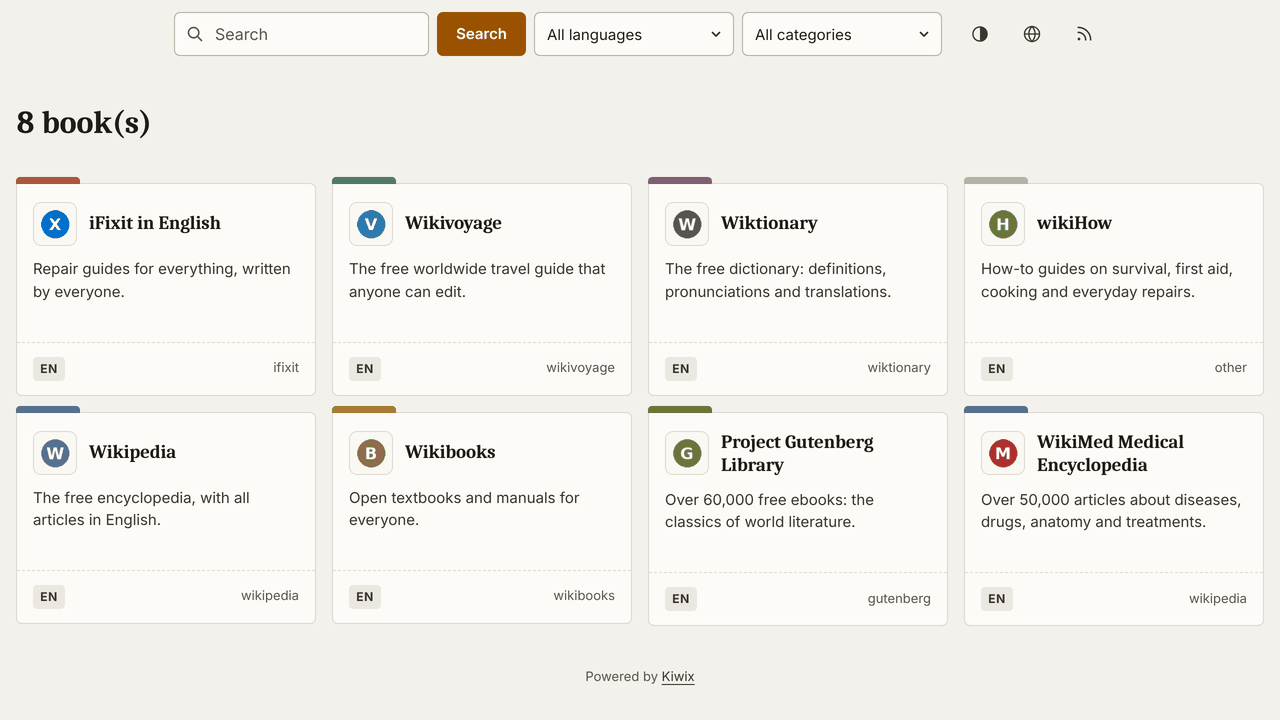 Search
Search
All languages
All categories
8 book(s)
X
iFixit in English
Repair guides for everything, written
by everyone.
EN
ifixit
V
Wikivoyage
The free worldwide travel guide that
anyone can edit.
EN
wikivoyage
W
Wiktionary
The free dictionary: definitions,
pronunciations and translations.
EN
wiktionary
H
wikiHow
How-to guides on survival, first aid,
cooking and everyday repairs.
EN
other
W
Wikipedia
The free encyclopedia, with all
articles in English.
EN
wikipedia
B
Wikibooks
Open textbooks and manuals for
everyone.
EN
wikibooks
G
Project Gutenberg
Library
Over 60,000 free ebooks: the
classics of world literature.
EN
gutenberg
M
WikiMed Medical
Encyclopedia
Over 50,000 articles about diseases,
drugs, anatomy and treatments.
EN
wikipedia
Powered by Kiwix